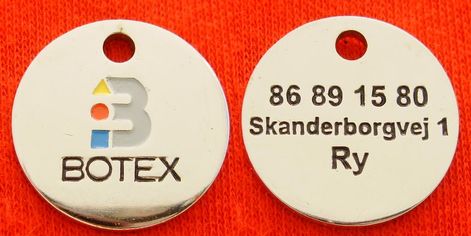 BOTEX
86 89 15 80
Skanderborgvej 1
Ry